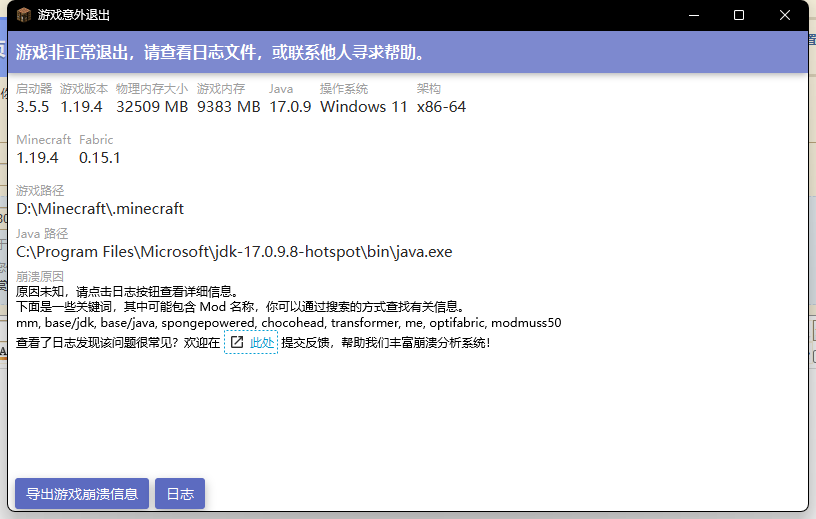 游戏意外退出
游戏非正常退出，请查看日志文件，或联系他人寻求帮助。
启动器 游戏版本 物理内存大小 游戏内存 Java 操作系统 架构
3.5.5 1.19.4 32509 MB 9383 MB 17.0.9 Windows 11 x86-64
Minecraft Fabric
1.19.4 0.15.1
游戏路径
D:\Minecraft\.minecraft
Java 路径
C:\Program Files\Microsoft\jdk-17.0.9.8-hotspot\bin\java.exe
崩溃原因
原因未知，请点击日志按钮查看详细信息。
下面是一些关键词，其中可能包含 Mod 名称，你可以通过搜索的方式查找有关信息。
mm, base/jdk, base/java, spongepowered, chocohead, transformer, me, optifabric, modmuss50
查看了日志发现该问题很常见？欢迎在 此处 提交反馈，帮助我们丰富崩溃分析系统！
导出游戏崩溃信息 日志